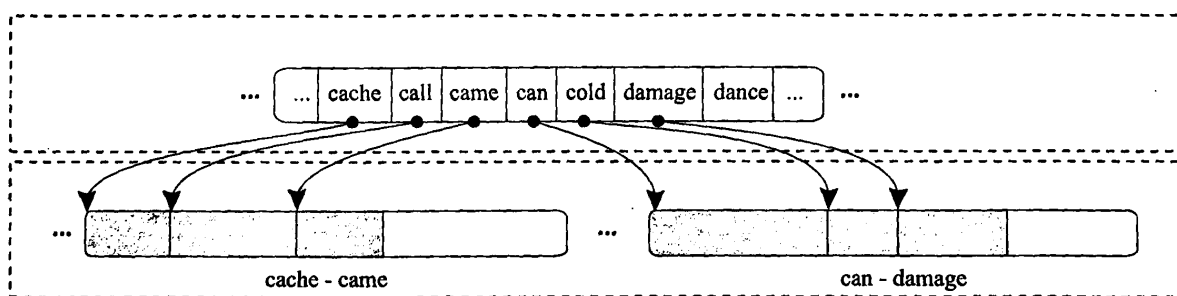 ... ... cache call came can cold damage dance ... ...
... ...
cache - came can - damage